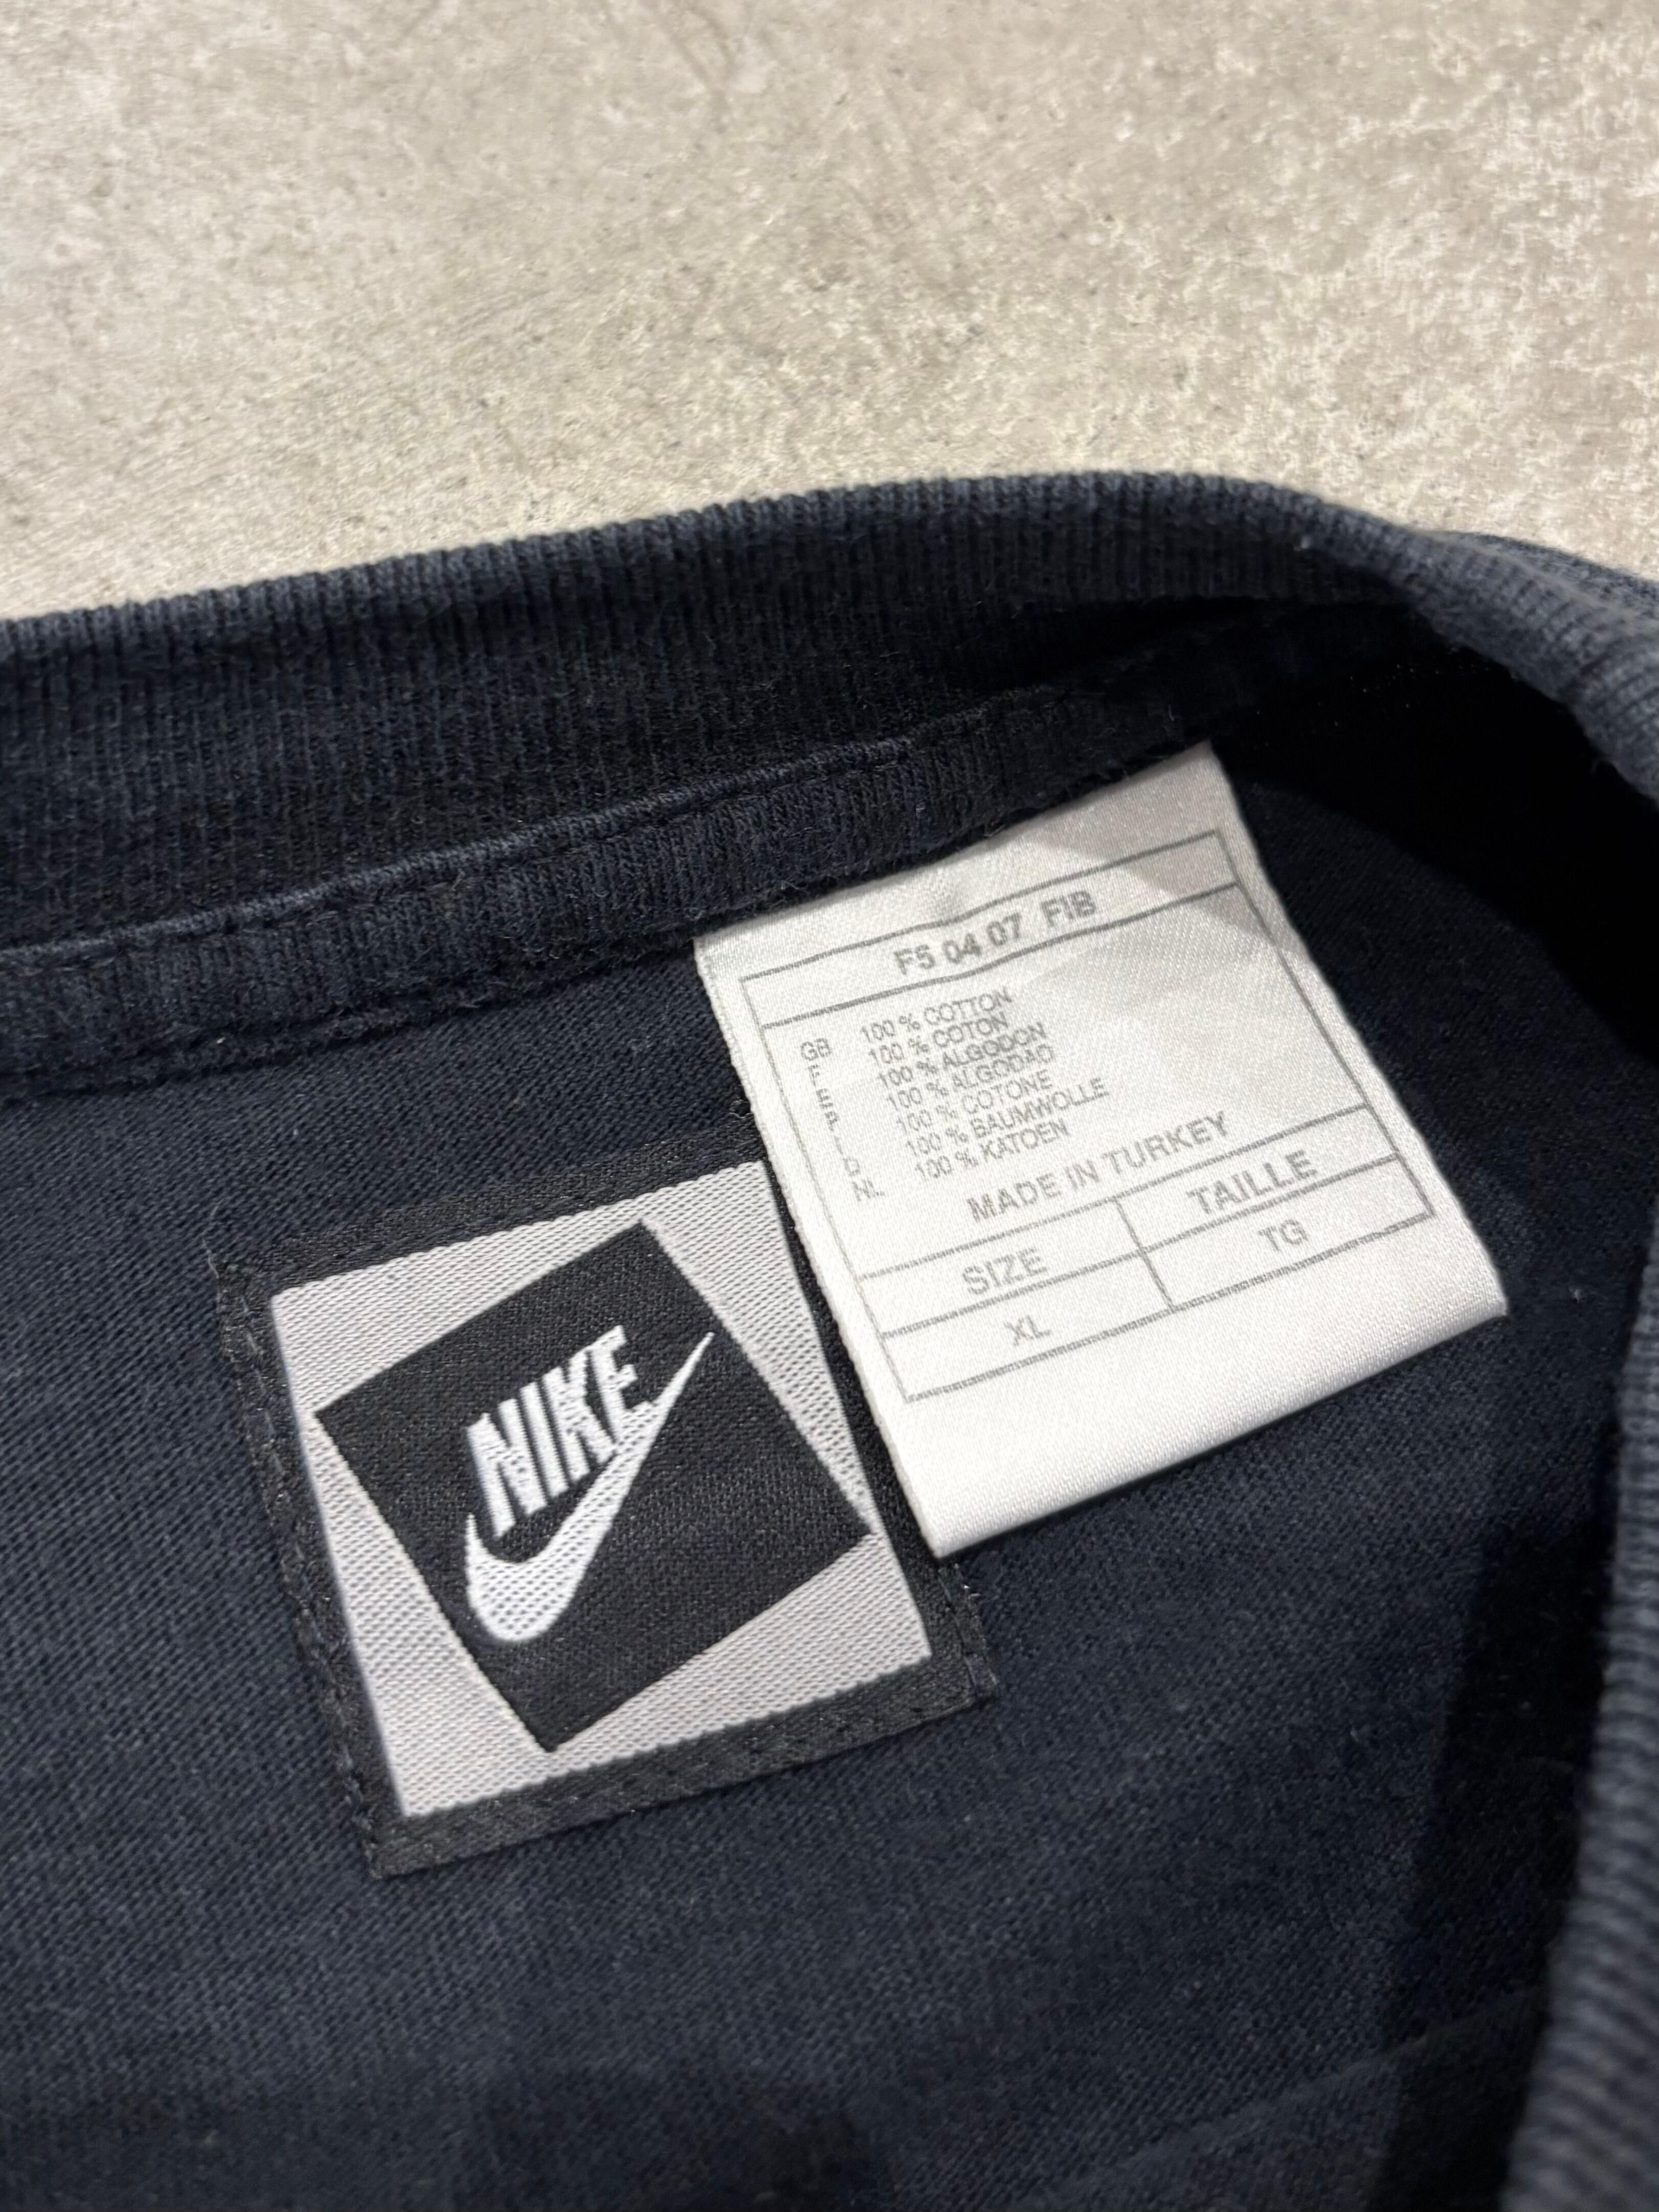 F5 04 07 FIB
GB 100 % COTTON
F 100 % COTON
E 100 % ALGODON
P 100 % ALGODAO
I 100 % COTONE
D 100 % BAUMWOLLE
NL 100 % KATOEN
MADE IN TURKEY
SIZE TAILLE
XL TG
NIKE